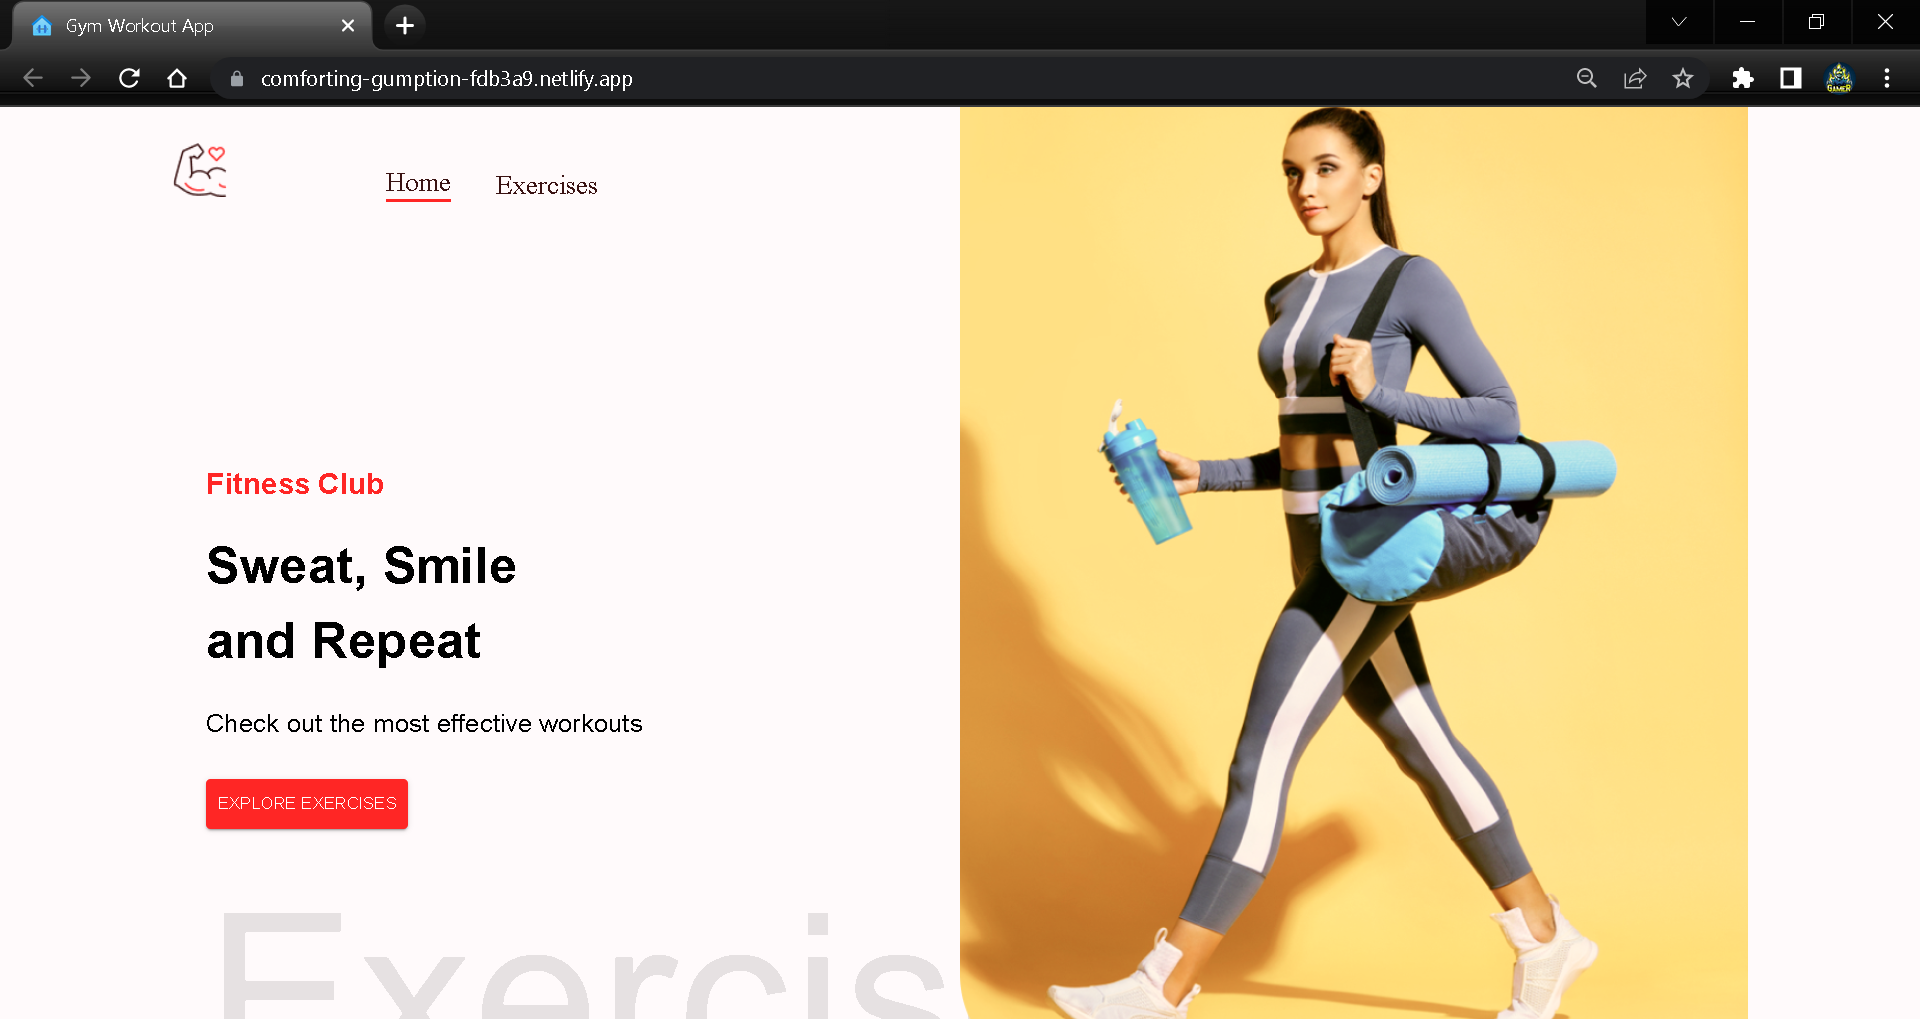 Gym Workout App
comforting-gumption-fdb3a9.netlify.app
GAMER
Home
Exercises
Fitness Club
Sweat, Smile
and Repeat
Check out the most effective workouts
EXPLORE EXERCISES
Exercis